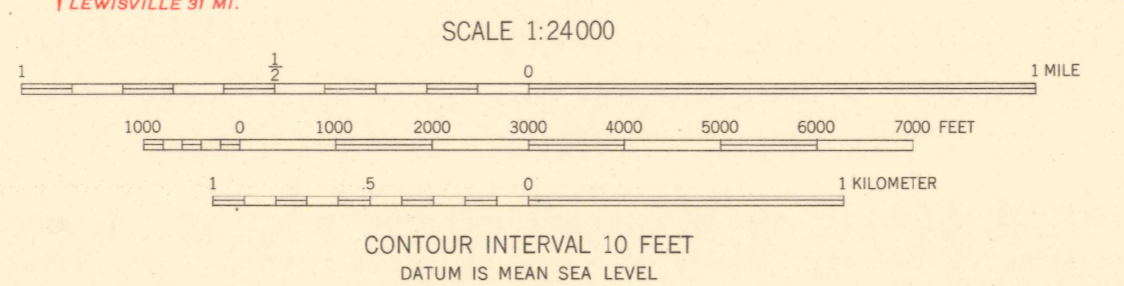 LEWISVILLE 31 MI.
SCALE 1:24000
1 1/2 0 1 MILE
1000 0 1000 2000 3000 4000 5000 6000 7000 FEET
1 .5 0 1 KILOMETER
CONTOUR INTERVAL 10 FEET
DATUM IS MEAN SEA LEVEL